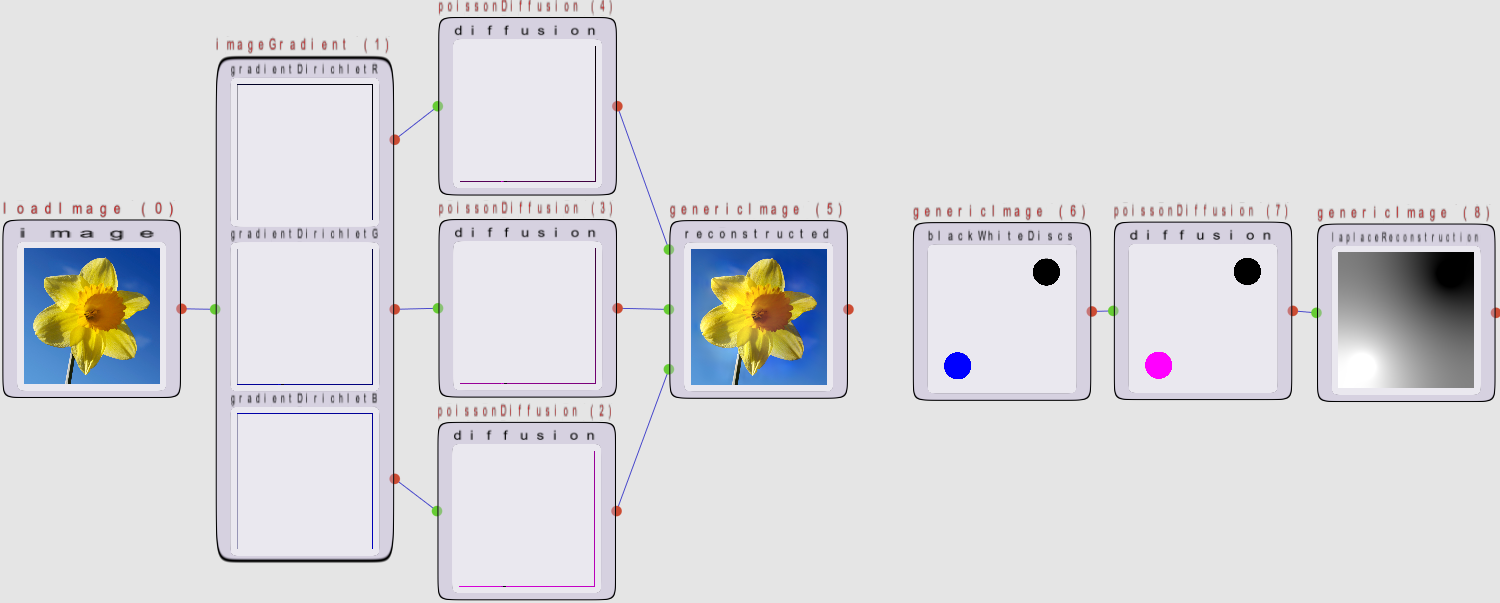 loadImage (0)
image
imageGradient (1)
gradientDirichletR
gradientDirichletG
gradientDirichletB
poissonDiffusion (4)
diffusion
poissonDiffusion (3)
diffusion
poissonDiffusion (2)
diffusion
genericImage (5)
reconstructed
genericImage (6)
blackWhiteDiscs
poissonDiffusion (7)
diffusion
genericImage (8)
laplaceReconstruction